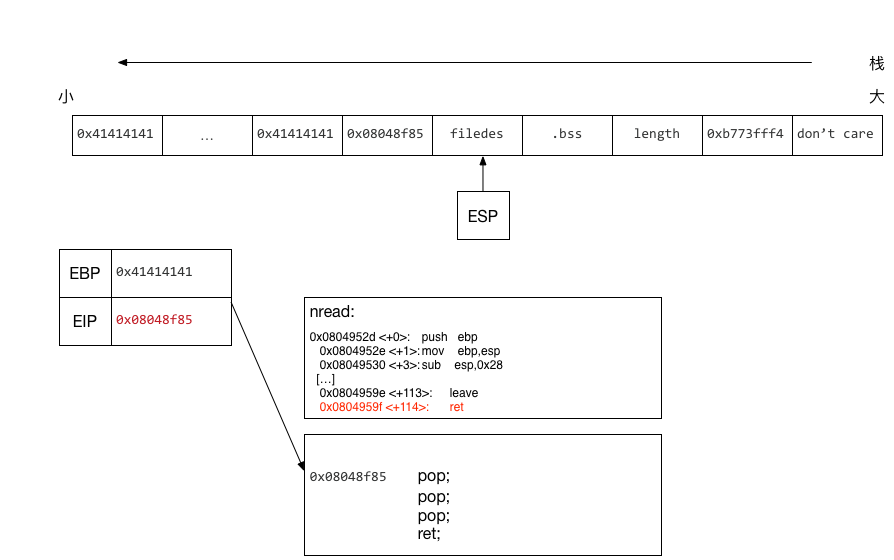 栈
小 大
0x41414141 ... 0x41414141 0x08048f85 filedes .bss length 0xb773fff4 don’t care
ESP
EBP 0x41414141
EIP 0x08048f85
nread:
0x0804952d <+0>: push ebp
0x0804952e <+1>: mov ebp,esp
0x08049530 <+3>: sub esp,0x28
[…]
0x0804959e <+113>: leave
0x0804959f <+114>: ret
0x08048f85 pop;
pop;
pop;
ret;